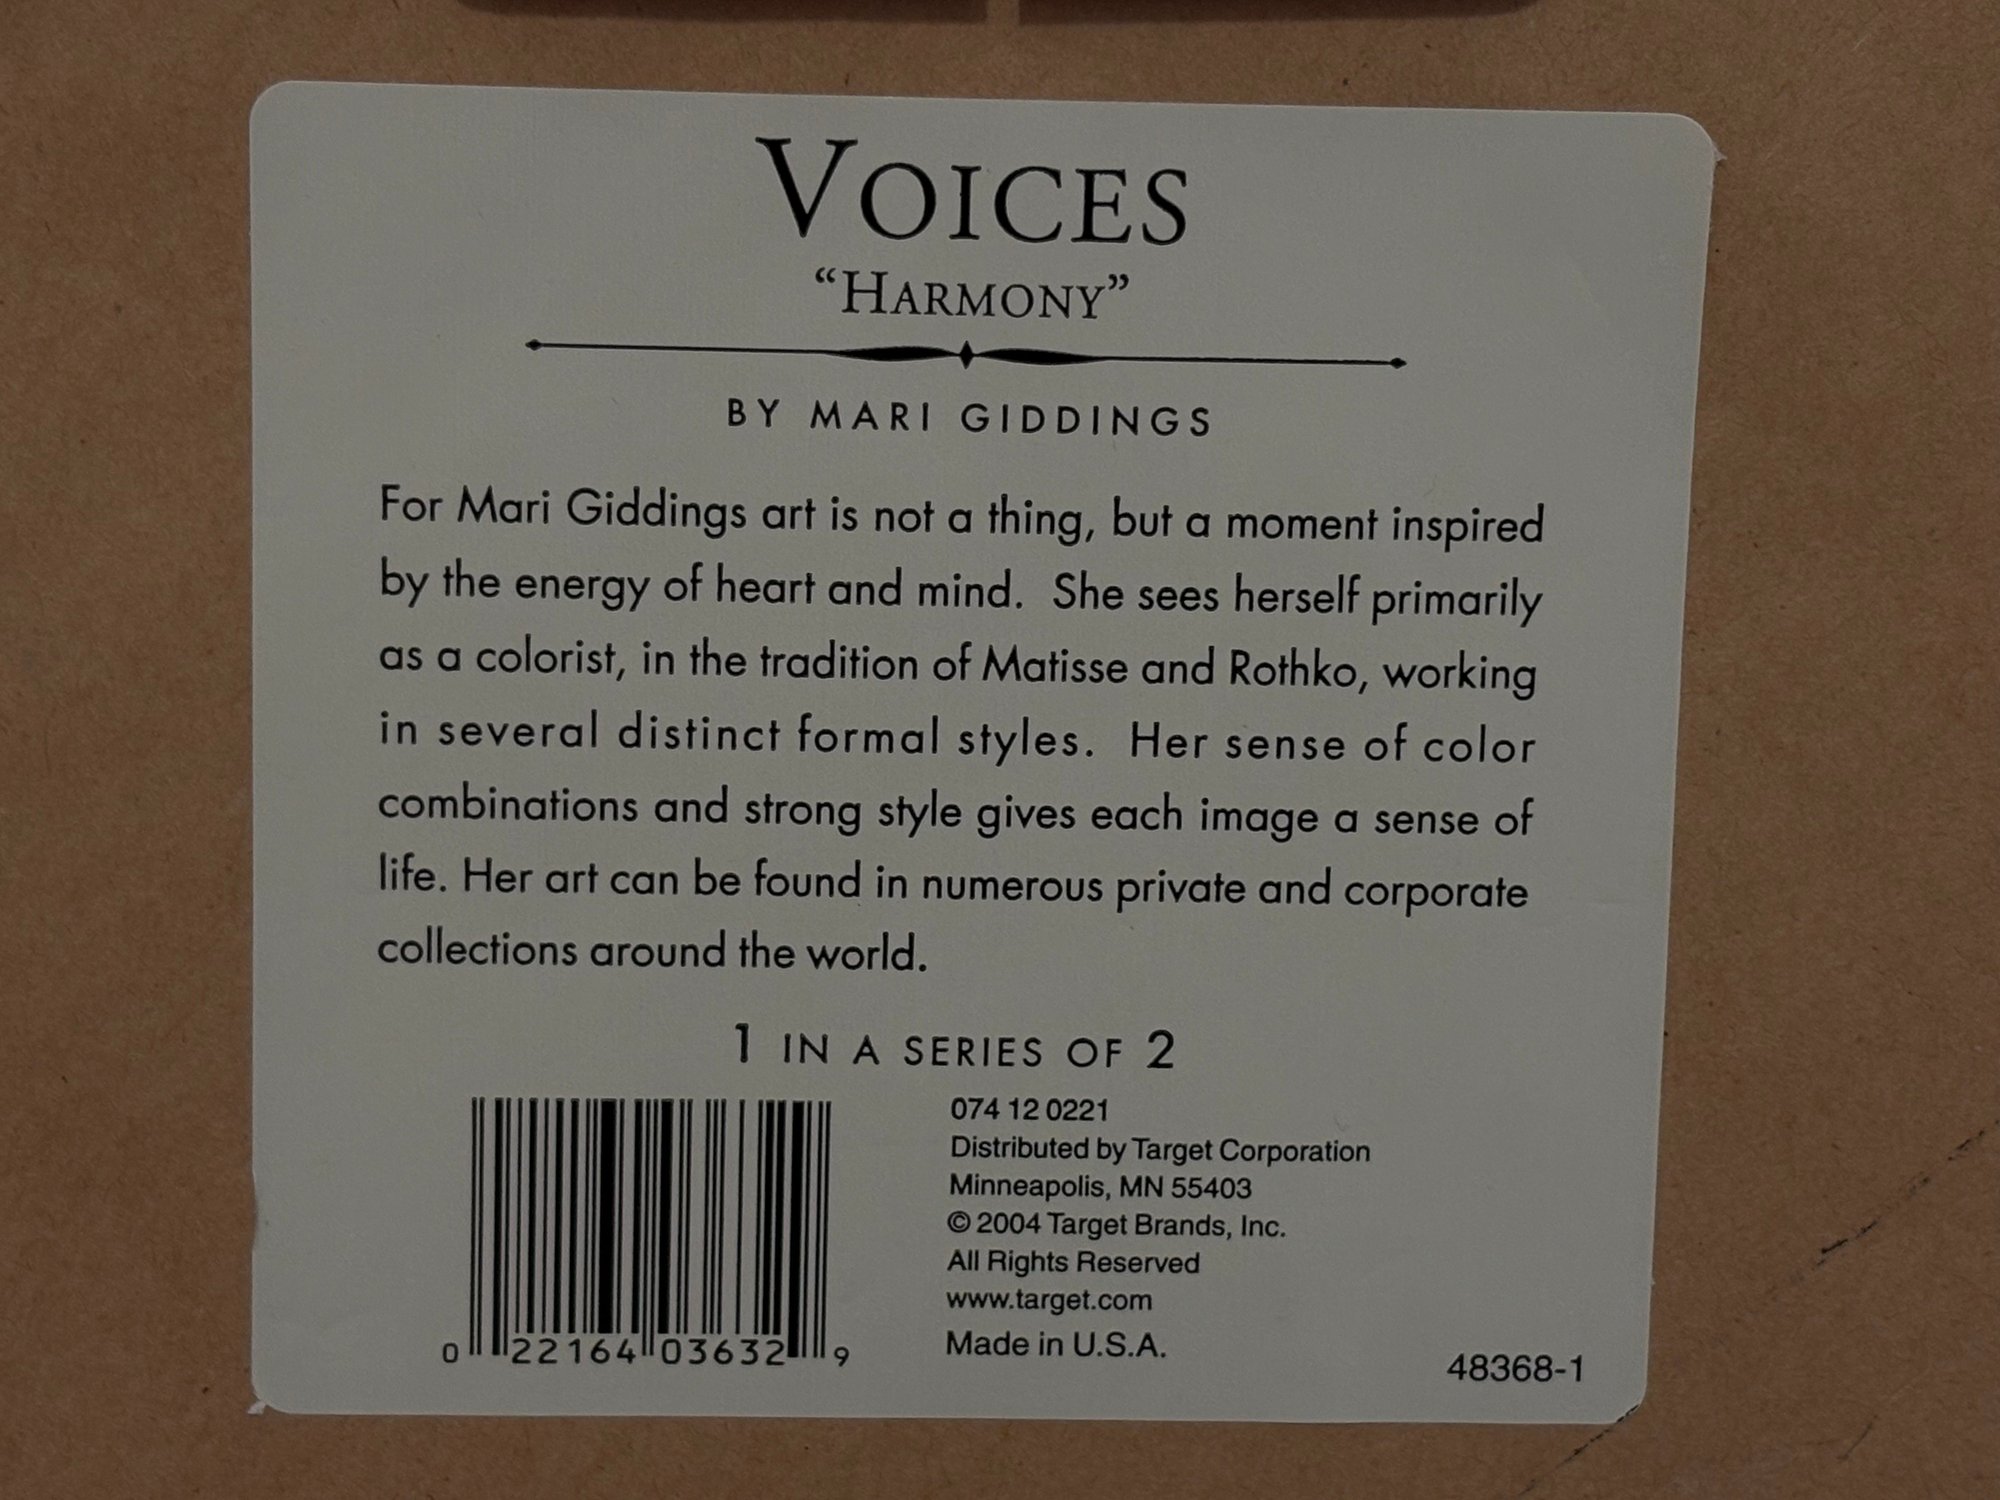 VOICES
“HARMONY”
BY MARI GIDDINGS
For Mari Giddings art is not a thing, but a moment inspired
by the energy of heart and mind.  She sees herself primarily
as a colorist, in the tradition of Matisse and Rothko, working
in several distinct formal styles.  Her sense of color
combinations and strong style gives each image a sense of
life. Her art can be found in numerous private and corporate
collections around the world.
1 IN A SERIES OF 2
074 12 0221
Distributed by Target Corporation
Minneapolis, MN 55403
© 2004 Target Brands, Inc.
All Rights Reserved
www.target.com
Made in U.S.A.
0 22164 03632 9
48368-1